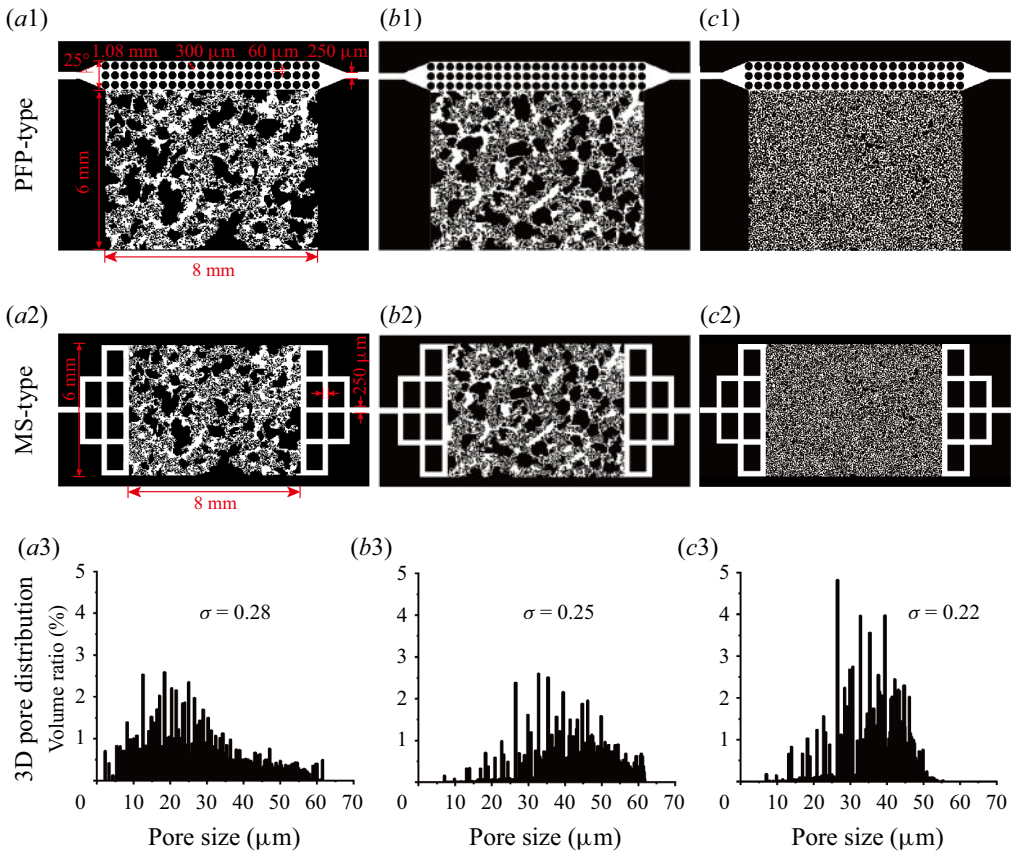 (a1) (b1) (c1)
PFP-type
25° 1.08 mm 300 μm 60 μm 250 μm
6 mm
8 mm
(a2) (b2) (c2)
MS-type
6 mm
250 μm
8 mm
(a3) (b3) (c3)
3D pore distribution
Volume ratio (%)
5
4
3
2
1
0 10 20 30 40 50 60 70
σ = 0.28
Pore size (μm)
5
4
3
2
1
0 10 20 30 40 50 60 70
σ = 0.25
Pore size (μm)
5
4
3
2
1
0 10 20 30 40 50 60 70
σ = 0.22
Pore size (μm)